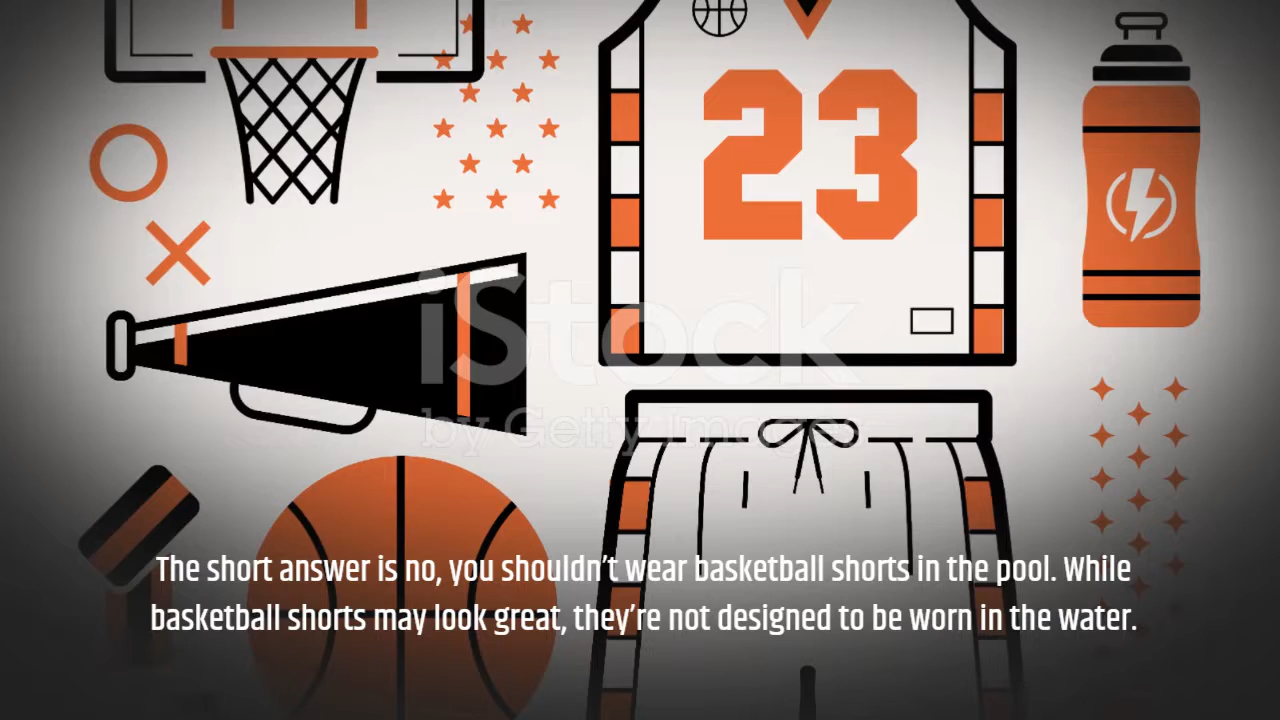 23
iStock
by Getty Images
The short answer is no, you shouldn’t wear basketball shorts in the pool. While
basketball shorts may look great, they’re not designed to be worn in the water.